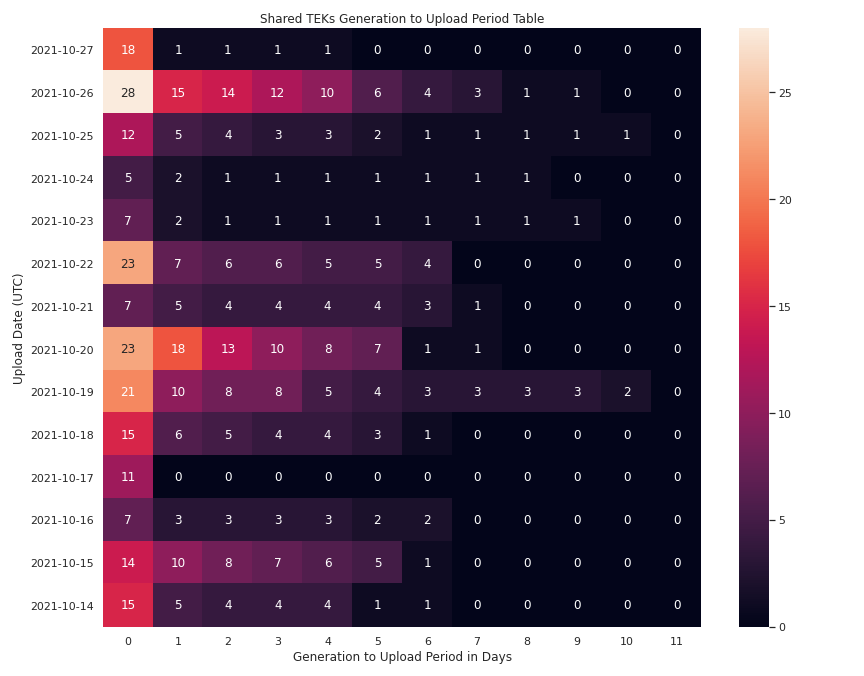 Shared TEKs Generation to Upload Period Table
Upload Date (UTC)
2021-10-27 18 1 1 1 1 0 0 0 0 0 0 0
2021-10-26 28 15 14 12 10 6 4 3 1 1 0 0
2021-10-25 12 5 4 3 3 2 1 1 1 1 1 0
2021-10-24 5 2 1 1 1 1 1 1 1 0 0 0
2021-10-23 7 2 1 1 1 1 1 1 1 1 0 0
2021-10-22 23 7 6 6 5 5 4 0 0 0 0 0
2021-10-21 7 5 4 4 4 4 3 1 0 0 0 0
2021-10-20 23 18 13 10 8 7 1 1 0 0 0 0
2021-10-19 21 10 8 8 5 4 3 3 3 3 2 0
2021-10-18 15 6 5 4 4 3 1 0 0 0 0 0
2021-10-17 11 0 0 0 0 0 0 0 0 0 0 0
2021-10-16 7 3 3 3 3 2 2 0 0 0 0 0
2021-10-15 14 10 8 7 6 5 1 0 0 0 0 0
2021-10-14 15 5 4 4 4 1 1 0 0 0 0 0
0 1 2 3 4 5 6 7 8 9 10 11
Generation to Upload Period in Days
25
20
15
10
5
0